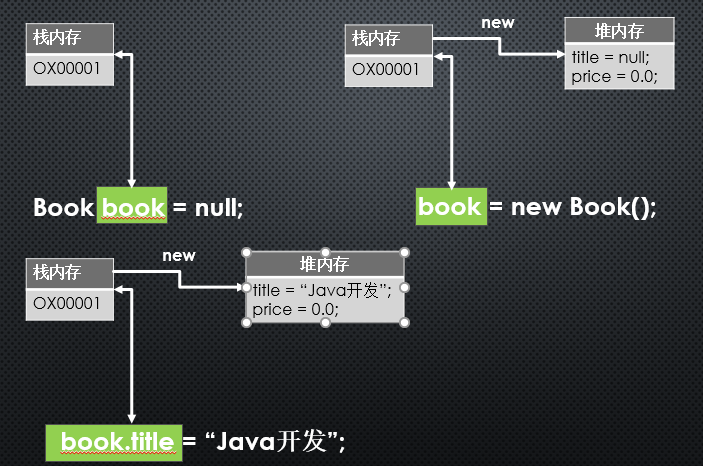 栈内存
OX00001
Book book = null;
栈内存
OX00001
new
堆内存
title = null;
price = 0.0;
book = new Book();
栈内存
OX00001
new
堆内存
title = “Java开发”;
price = 0.0;
book.title = “Java开发”;